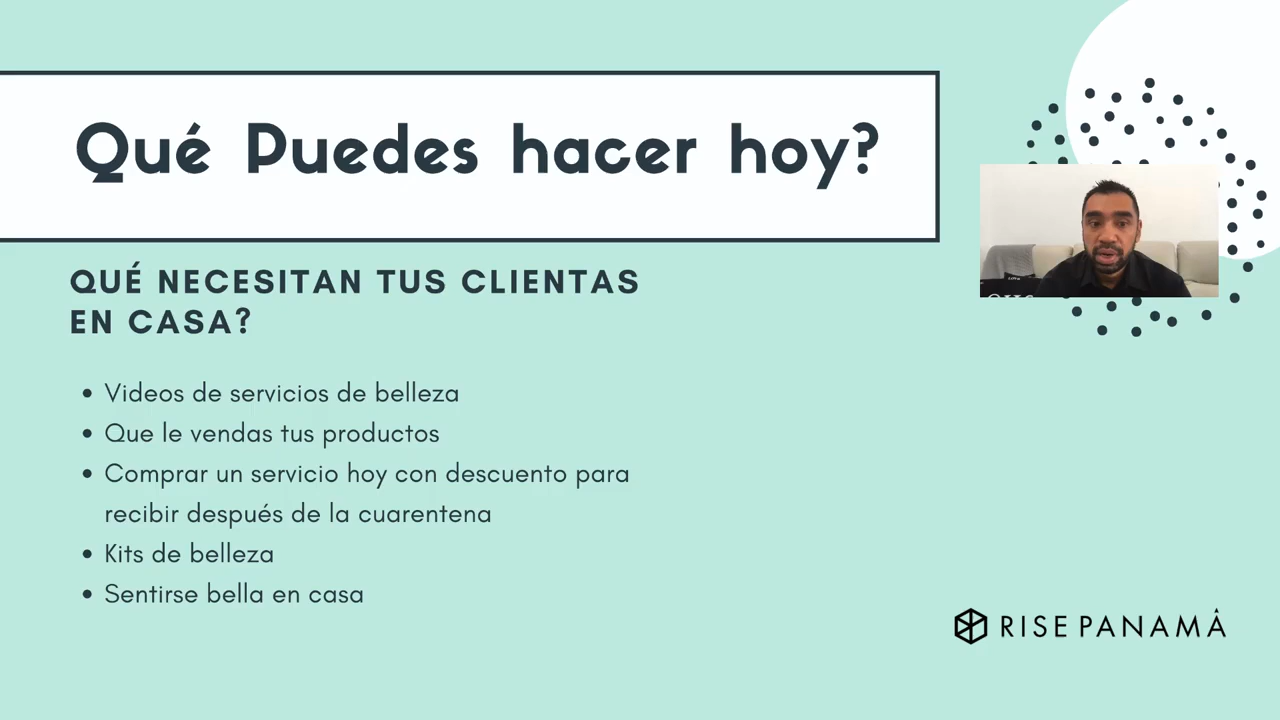 Qué Puedes hacer hoy?
QUÉ NECESITAN TUS CLIENTAS
EN CASA?
• Videos de servicios de belleza
• Que le vendas tus productos
• Comprar un servicio hoy con descuento para
recibir después de la cuarentena
• Kits de belleza
• Sentirse bella en casa
RISE PANAMÁ